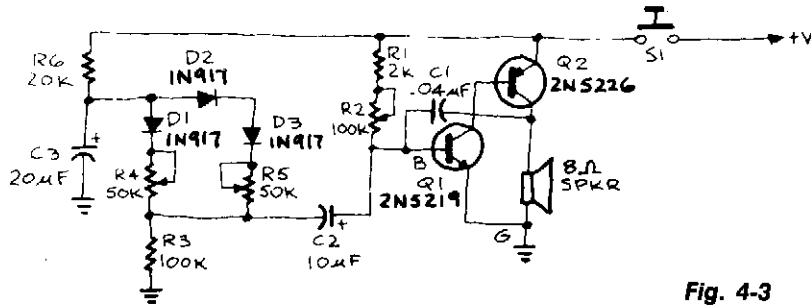 R6
20K
D2
1N917
R1
2K
C1
.04µF
Q2
2N5226
S1
+V
D1
1N917
D3
1N917
R2
100K
C3
20µF
+
R4
50K
R5
50K
B
Q1
2N5219
8Ω
SPKR
G
R3
100K
C2
10µF
+
Fig. 4-3